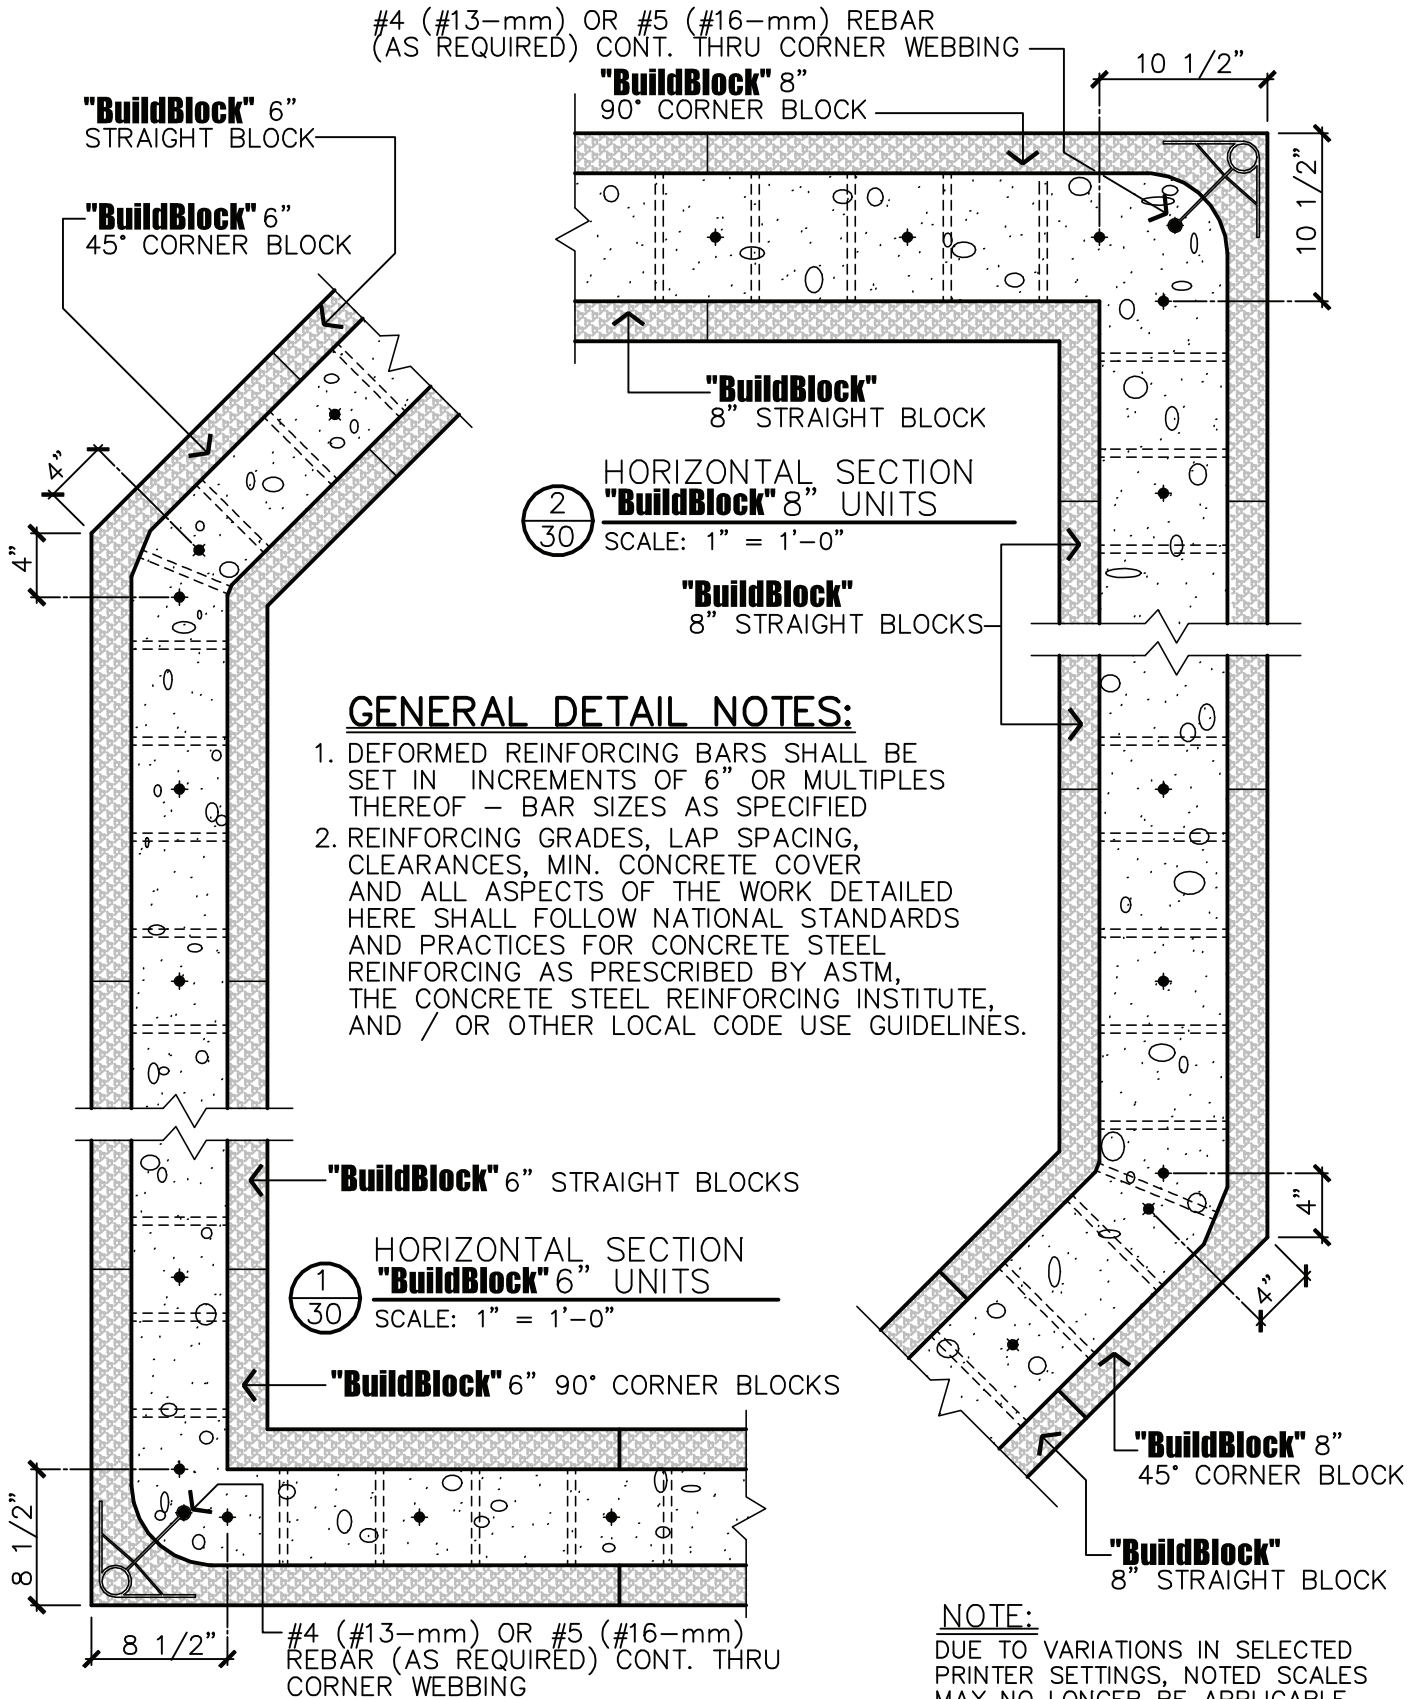 #4 (#13-mm) OR #5 (#16-mm) REBAR
(AS REQUIRED) CONT. THRU CORNER WEBBING
"BuildBlock" 8"
90° CORNER BLOCK
10 1/2"
10 1/2"
"BuildBlock" 6"
STRAIGHT BLOCK
"BuildBlock" 6"
45° CORNER BLOCK
4"
4"
"BuildBlock"
8" STRAIGHT BLOCK
2
30
HORIZONTAL SECTION
"BuildBlock" 8" UNITS
SCALE: 1" = 1'-0"
"BuildBlock"
8" STRAIGHT BLOCKS
GENERAL DETAIL NOTES:
1. DEFORMED REINFORCING BARS SHALL BE
SET IN INCREMENTS OF 6" OR MULTIPLES
THEREOF - BAR SIZES AS SPECIFIED
2. REINFORCING GRADES, LAP SPACING,
CLEARANCES, MIN. CONCRETE COVER
AND ALL ASPECTS OF THE WORK DETAILED
HERE SHALL FOLLOW NATIONAL STANDARDS
AND PRACTICES FOR CONCRETE STEEL
REINFORCING AS PRESCRIBED BY ASTM,
THE CONCRETE STEEL REINFORCING INSTITUTE,
AND / OR OTHER LOCAL CODE USE GUIDELINES.
"BuildBlock" 6" STRAIGHT BLOCKS
1
30
HORIZONTAL SECTION
"BuildBlock" 6" UNITS
SCALE: 1" = 1'-0"
"BuildBlock" 6" 90° CORNER BLOCKS
4"
4"
"BuildBlock" 8"
45° CORNER BLOCK
"BuildBlock"
8" STRAIGHT BLOCK
8 1/2"
8 1/2"
#4 (#13-mm) OR #5 (#16-mm)
REBAR (AS REQUIRED) CONT. THRU
CORNER WEBBING
NOTE:
DUE TO VARIATIONS IN SELECTED
PRINTER SETTINGS, NOTED SCALES
MAY NO LONGER BE APPLICABLE